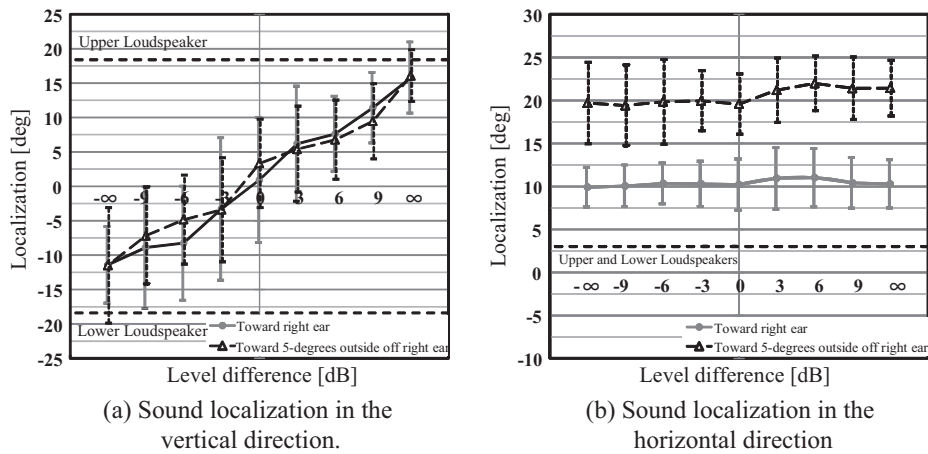 25
20
15
10
5
0
-5
-10
-15
-20
-25
Localization [deg]
Upper Loudspeaker
-∞ -9 -6 -3 0 3 6 9 ∞
Lower Loudspeaker
Toward right ear
Toward 5-degrees outside off right ear
Level difference [dB]
(a) Sound localization in the
vertical direction.
30
25
20
15
10
5
0
-5
-10
Localization [deg]
Upper and Lower Loudspeakers
-∞ -9 -6 -3 0 3 6 9 ∞
Toward right ear
Toward 5-degrees outside off right ear
Level difference [dB]
(b) Sound localization in the
horizontal direction